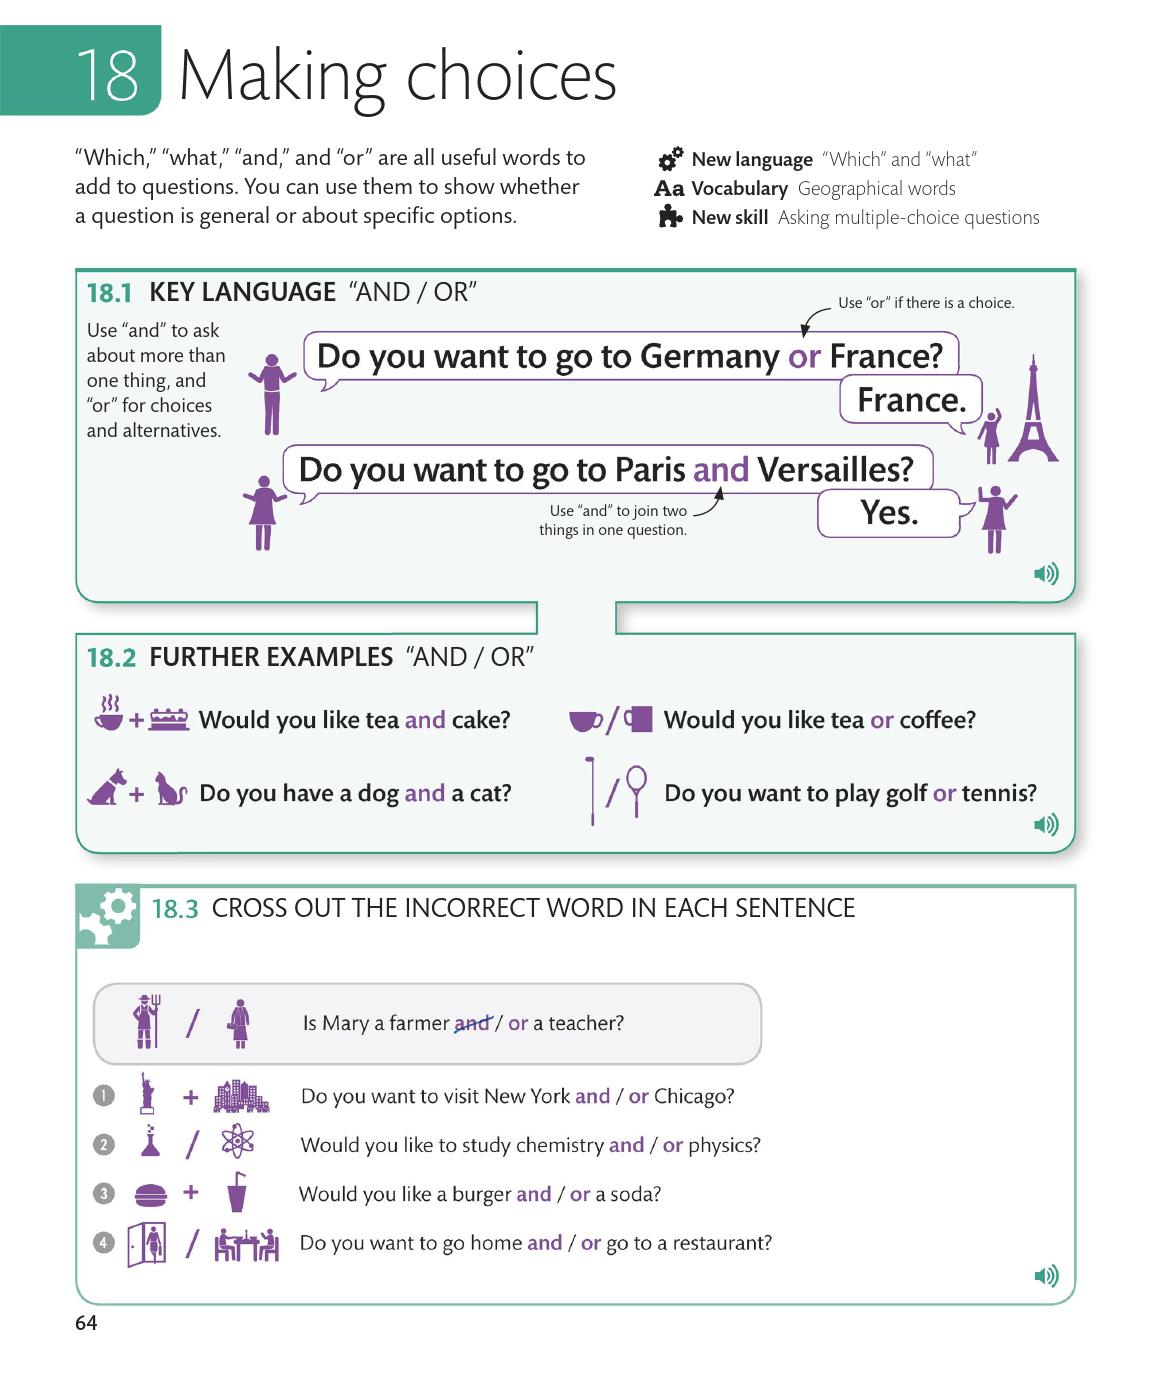 18 Making choices
“Which,” “what,” “and,” and “or” are all useful words to
add to questions. You can use them to show whether
a question is general or about specific options.
New language “Which” and “what”
Aa Vocabulary Geographical words
New skill Asking multiple-choice questions
18.1 KEY LANGUAGE “AND / OR”
Use “and” to ask
about more than
one thing, and
“or” for choices
and alternatives.
Use “or” if there is a choice.
Do you want to go to Germany or France?
France.
Do you want to go to Paris and Versailles?
Use “and” to join two
things in one question.
Yes.
18.2 FURTHER EXAMPLES “AND / OR”
+ Would you like tea and cake?
/ Would you like tea or coffee?
+ Do you have a dog and a cat?
/ Do you want to play golf or tennis?
18.3 CROSS OUT THE INCORRECT WORD IN EACH SENTENCE
/ Is Mary a farmer and / or a teacher?
1 + Do you want to visit New York and / or Chicago?
2 / Would you like to study chemistry and / or physics?
3 + Would you like a burger and / or a soda?
4 / Do you want to go home and / or go to a restaurant?
64